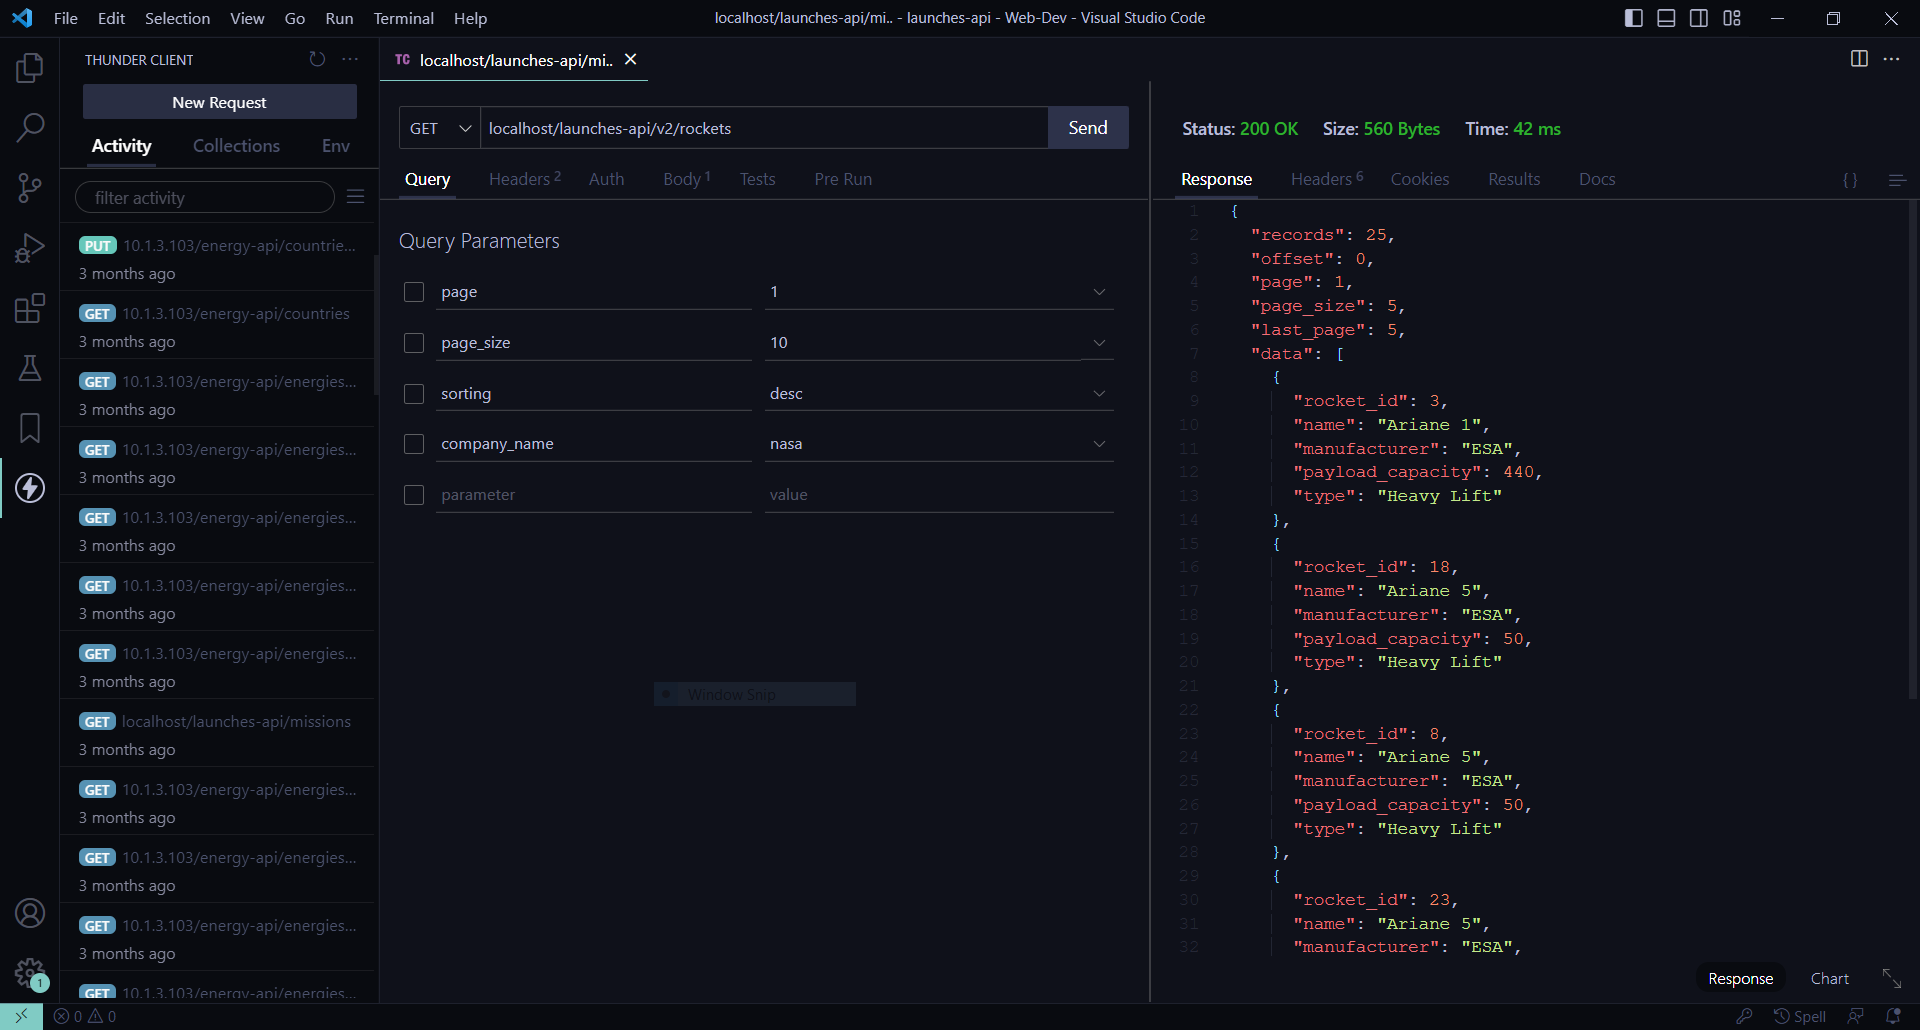 File Edit Selection View Go Run Terminal Help
localhost/launches-api/mi.. - launches-api - Web-Dev - Visual Studio Code
THUNDER CLIENT
New Request
Activity Collections Env
filter activity
PUT 10.1.3.103/energy-api/countrie...
3 months ago
GET 10.1.3.103/energy-api/countries
3 months ago
GET 10.1.3.103/energy-api/energies...
3 months ago
GET 10.1.3.103/energy-api/energies...
3 months ago
GET 10.1.3.103/energy-api/energies...
3 months ago
GET 10.1.3.103/energy-api/energies...
3 months ago
GET 10.1.3.103/energy-api/energies...
3 months ago
GET localhost/launches-api/missions
3 months ago
GET 10.1.3.103/energy-api/energies...
3 months ago
GET 10.1.3.103/energy-api/energies...
3 months ago
GET 10.1.3.103/energy-api/energies...
3 months ago
GET 10.1.3.103/energy-api/energies...
1
TC localhost/launches-api/mi..
GET localhost/launches-api/v2/rockets Send
Query Headers 2 Auth Body 1 Tests Pre Run
Query Parameters
page 1
page_size 10
sorting desc
company_name nasa
parameter value
Window Snip
Status: 200 OK Size: 560 Bytes Time: 42 ms
Response Headers 6 Cookies Results Docs { }
1 {
2 "records": 25,
3 "offset": 0,
4 "page": 1,
5 "page_size": 5,
6 "last_page": 5,
7 "data": [
8 {
9 "rocket_id": 3,
10 "name": "Ariane 1",
11 "manufacturer": "ESA",
12 "payload_capacity": 440,
13 "type": "Heavy Lift"
14 },
15 {
16 "rocket_id": 18,
17 "name": "Ariane 5",
18 "manufacturer": "ESA",
19 "payload_capacity": 50,
20 "type": "Heavy Lift"
21 },
22 {
23 "rocket_id": 8,
24 "name": "Ariane 5",
25 "manufacturer": "ESA",
26 "payload_capacity": 50,
27 "type": "Heavy Lift"
28 },
29 {
30 "rocket_id": 23,
31 "name": "Ariane 5",
32 "manufacturer": "ESA",
Response Chart
0 0 Spell